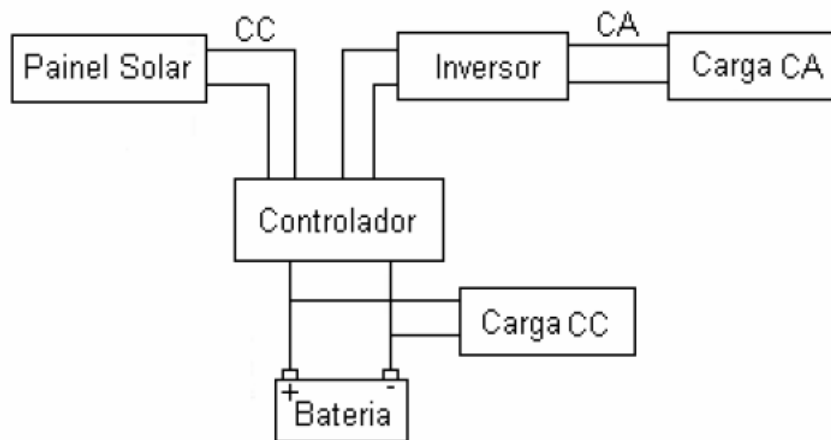 CC
CA
Painel Solar
Inversor
Carga CA
Controlador
Carga CC
+ -
Bateria